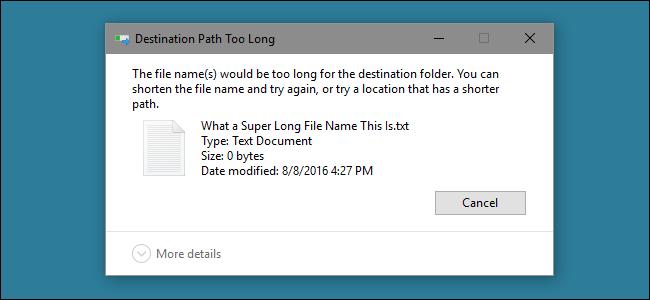 Destination Path Too Long
The file name(s) would be too long for the destination folder. You can
shorten the file name and try again, or try a location that has a shorter
path.
What a Super Long File Name This Is.txt
Type: Text Document
Size: 0 bytes
Date modified: 8/8/2016 4:27 PM
Cancel
More details